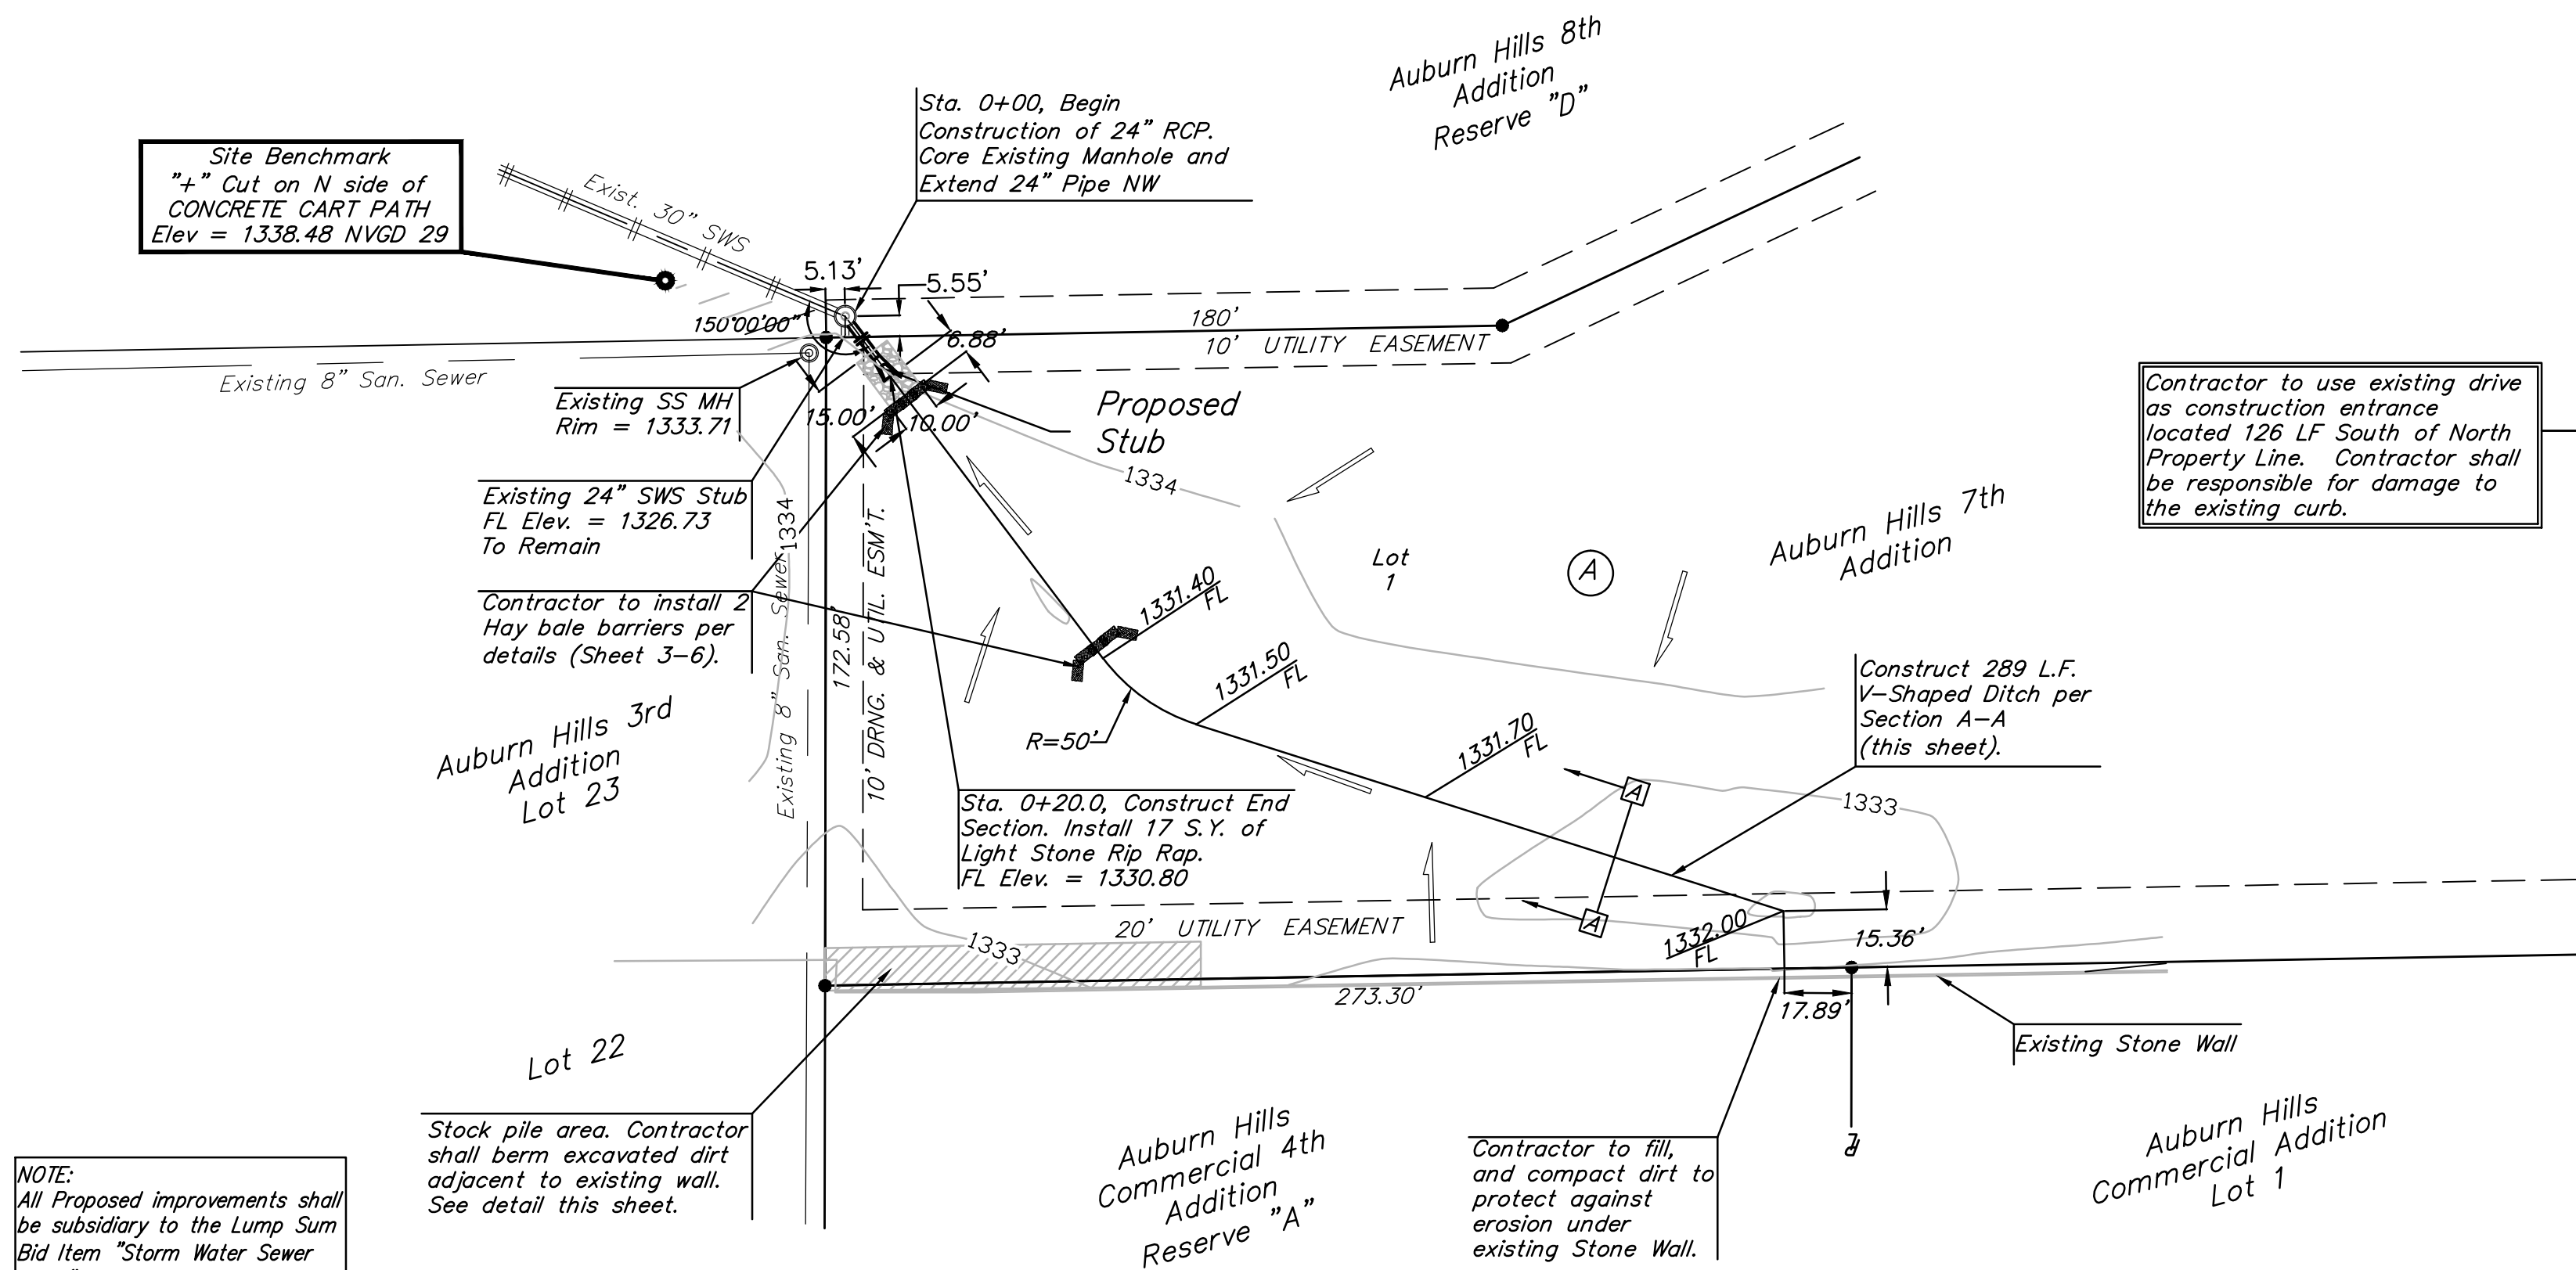 Auburn Hills 8th
Addition
Reserve "D"
Sta. 0+00, Begin
Construction of 24" RCP.
Core Existing Manhole and
Extend 24" Pipe NW
Site Benchmark
"+" Cut on N side of
CONCRETE CART PATH
Elev = 1338.48 NVGD 29
Exist. 30" SWS
5.13'
5.55'
150°00'00"
6.88'
180'
10' UTILITY EASEMENT
Existing 8" San. Sewer
Existing SS MH
Rim = 1333.71
15.00'
10.00'
Proposed
Stub
1334
Contractor to use existing drive
as construction entrance
located 126 LF South of North
Property Line. Contractor shall
be responsible for damage to
the existing curb.
Existing 24" SWS Stub
FL Elev. = 1326.73
To Remain
1334
Contractor to install 2
Hay bale barriers per
details (Sheet 3-6).
Existing 8" San. Sewer
172.58'
10' DRNG. & UTIL. ESM'T.
Lot
1
A
Auburn Hills 7th
Addition
1331.40
FL
1331.50
FL
R=50'
1331.70
FL
Construct 289 L.F.
V-Shaped Ditch per
Section A-A
(this sheet).
Auburn Hills 3rd
Addition
Lot 23
Sta. 0+20.0, Construct End
Section. Install 17 S.Y. of
Light Stone Rip Rap.
FL Elev. = 1330.80
A
1333
A
20' UTILITY EASEMENT
1333
1332.00
FL
15.36'
273.30'
17.89'
Existing Stone Wall
Lot 22
Stock pile area. Contractor
shall berm excavated dirt
adjacent to existing wall.
See detail this sheet.
Auburn Hills
Commercial 4th
Addition
Reserve "A"
Contractor to fill,
and compact dirt to
protect against
erosion under
existing Stone Wall.
Auburn Hills
Commercial Addition
Lot 1
NOTE:
All Proposed improvements shall
be subsidiary to the Lump Sum
Bid Item "Storm Water Sewer